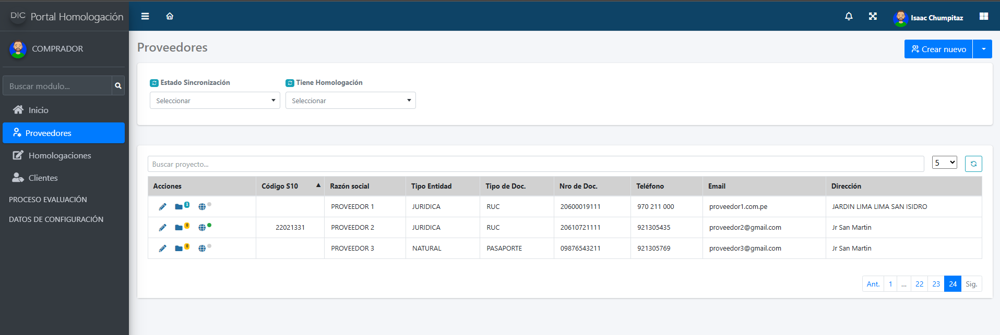 DIC Portal Homologación
Isaac Chumpitaz
COMPRADOR
Buscar modulo...
Inicio
Proveedores
Homologaciones
Clientes
PROCESO EVALUACIÓN
DATOS DE CONFIGURACIÓN
Proveedores
Crear nuevo
Estado Sincronización Tiene Homologación
Seleccionar Seleccionar
Buscar proyecto... 5
Acciones Código S10 Razón social Tipo Entidad Tipo de Doc. Nro de Doc. Teléfono Email Dirección
1 PROVEEDOR 1 JURIDICA RUC 20600019111 970 211 000 proveedor1.com.pe JARDIN LIMA LIMA SAN ISIDRO
0 22021331 PROVEEDOR 2 JURIDICA RUC 20610721111 921305435 proveedor2@gmail.com Jr San Martin
0 PROVEEDOR 3 NATURAL PASAPORTE 09876543211 921305769 proveedor3@gmail.com Jr San Martin
Ant. 1 ... 22 23 24 Sig.